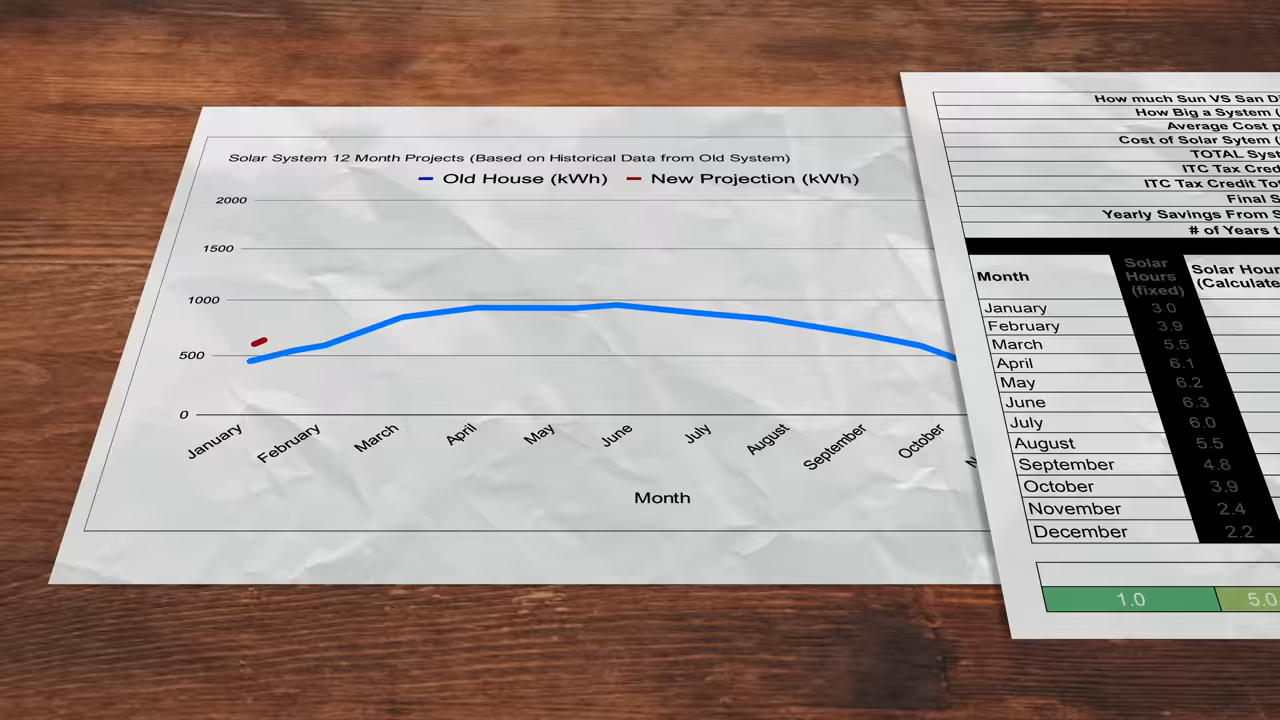 Solar System 12 Month Projects (Based on Historical Data from Old System)
Old House (kWh) New Projection (kWh)
2000
1500
1000
500
0
January February March April May June July August September October N
Month
How much Sun VS San D
How Big a System (
Average Cost p
Cost of Solar Sytem (
TOTAL Syst
ITC Tax Cred
ITC Tax Credit To
Final S
Yearly Savings From S
# of Years t
Month Solar Hours (fixed) Solar Hour (Calculate
January 3.0
February 3.9
March 5.5
April 6.1
May 6.2
June 6.3
July 6.0
August 5.5
September 4.8
October 3.9
November 2.4
December 2.2
1.0 5.0